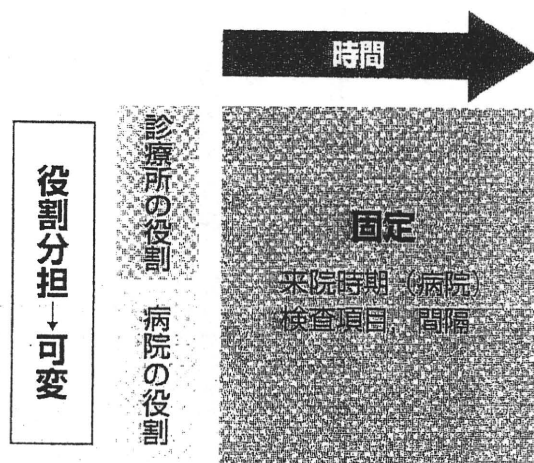 時間
役割分担→可変
診療所の役割
病院の役割
固定
来院時期(病院)
検査項目、間隔